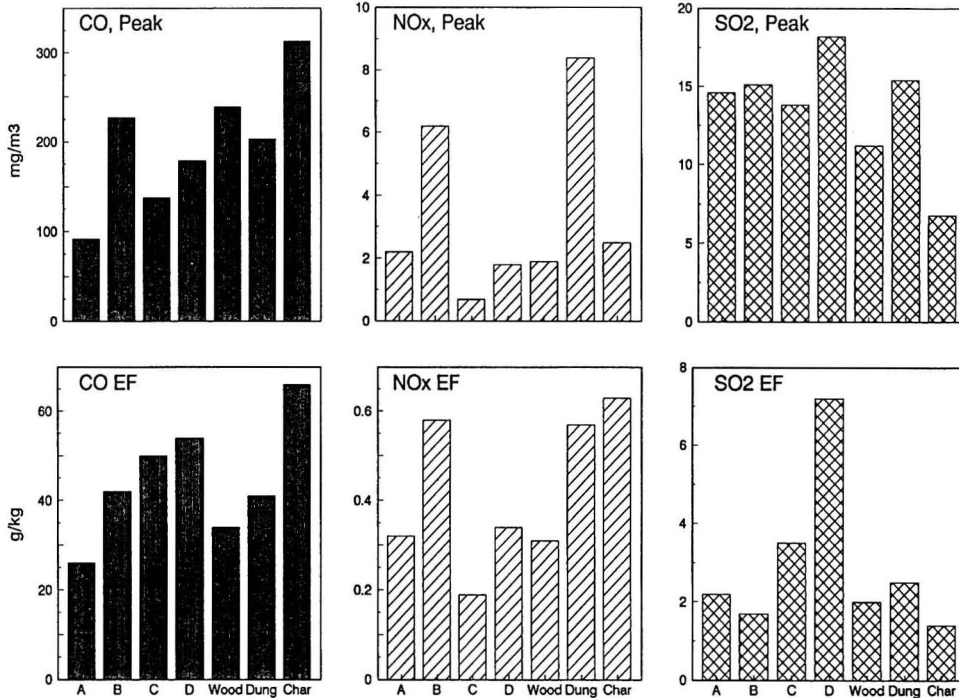 CO, Peak
NOx, Peak
SO2, Peak
mg/m3
300
200
100
0
8
6
4
2
0
20
15
10
5
0
CO EF
NOx EF
SO2 EF
g/kg
60
40
20
0
0.6
0.4
0.2
0
8
6
4
2
0
A B C D Wood Dung Char
A B C D Wood Dung Char
A B C D Wood Dung Char